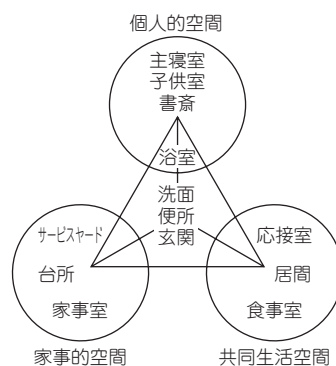 個人的空間
主寝室
子供室
書斎
浴室
洗面
便所
玄関
サービスヤード
台所
家事室
家事的空間
応接室
居間
食事室
共同生活空間